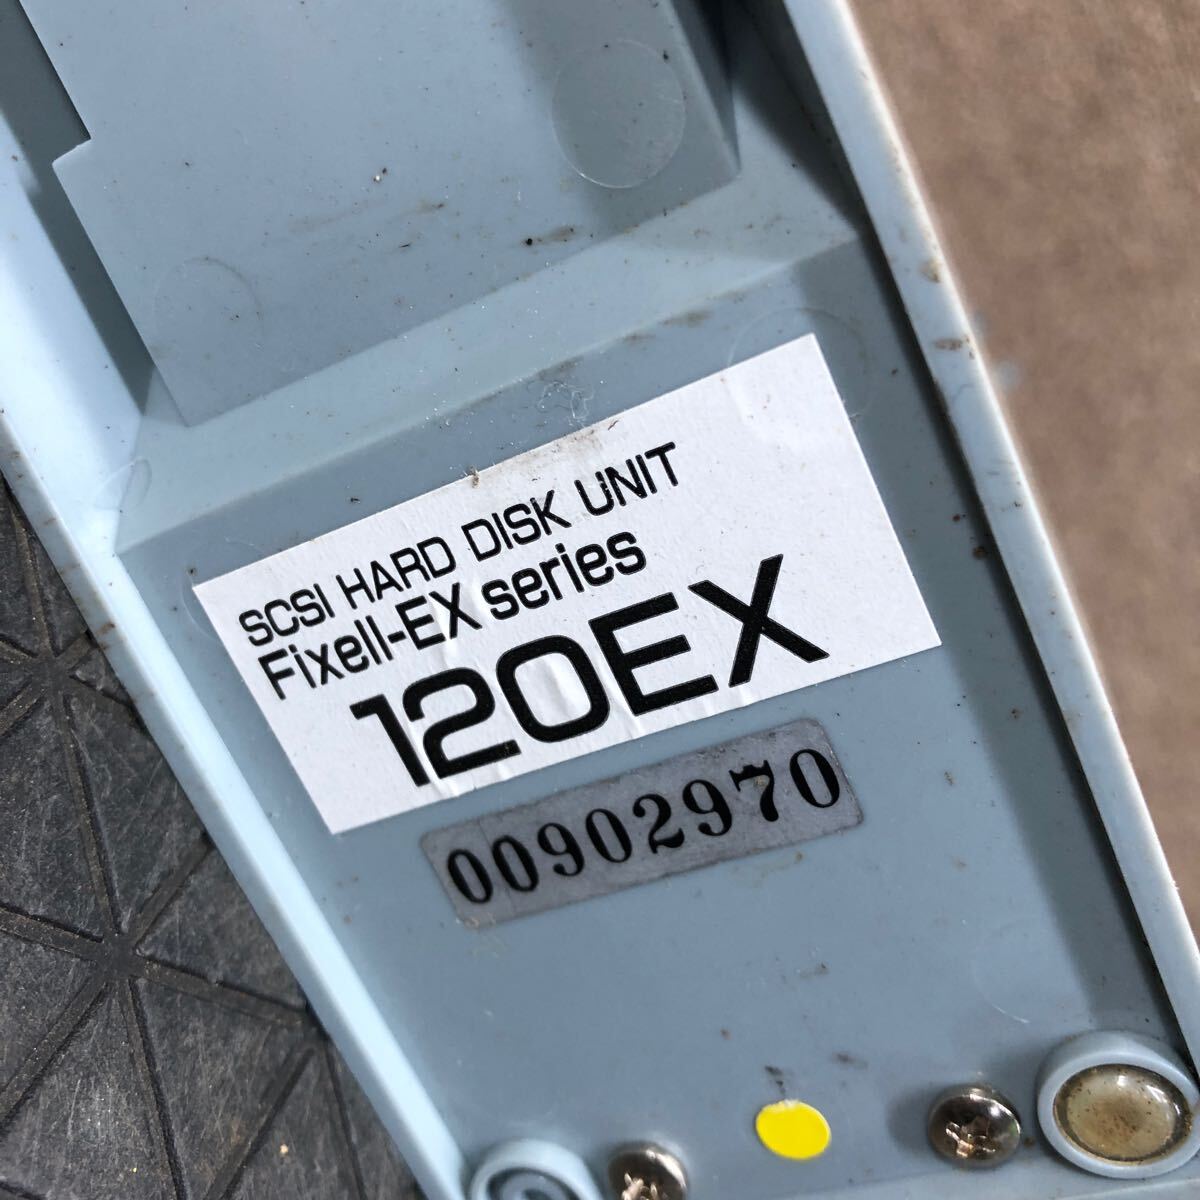 SCSI HARD DISK UNIT
Fixell-EX series
120EX
00902970